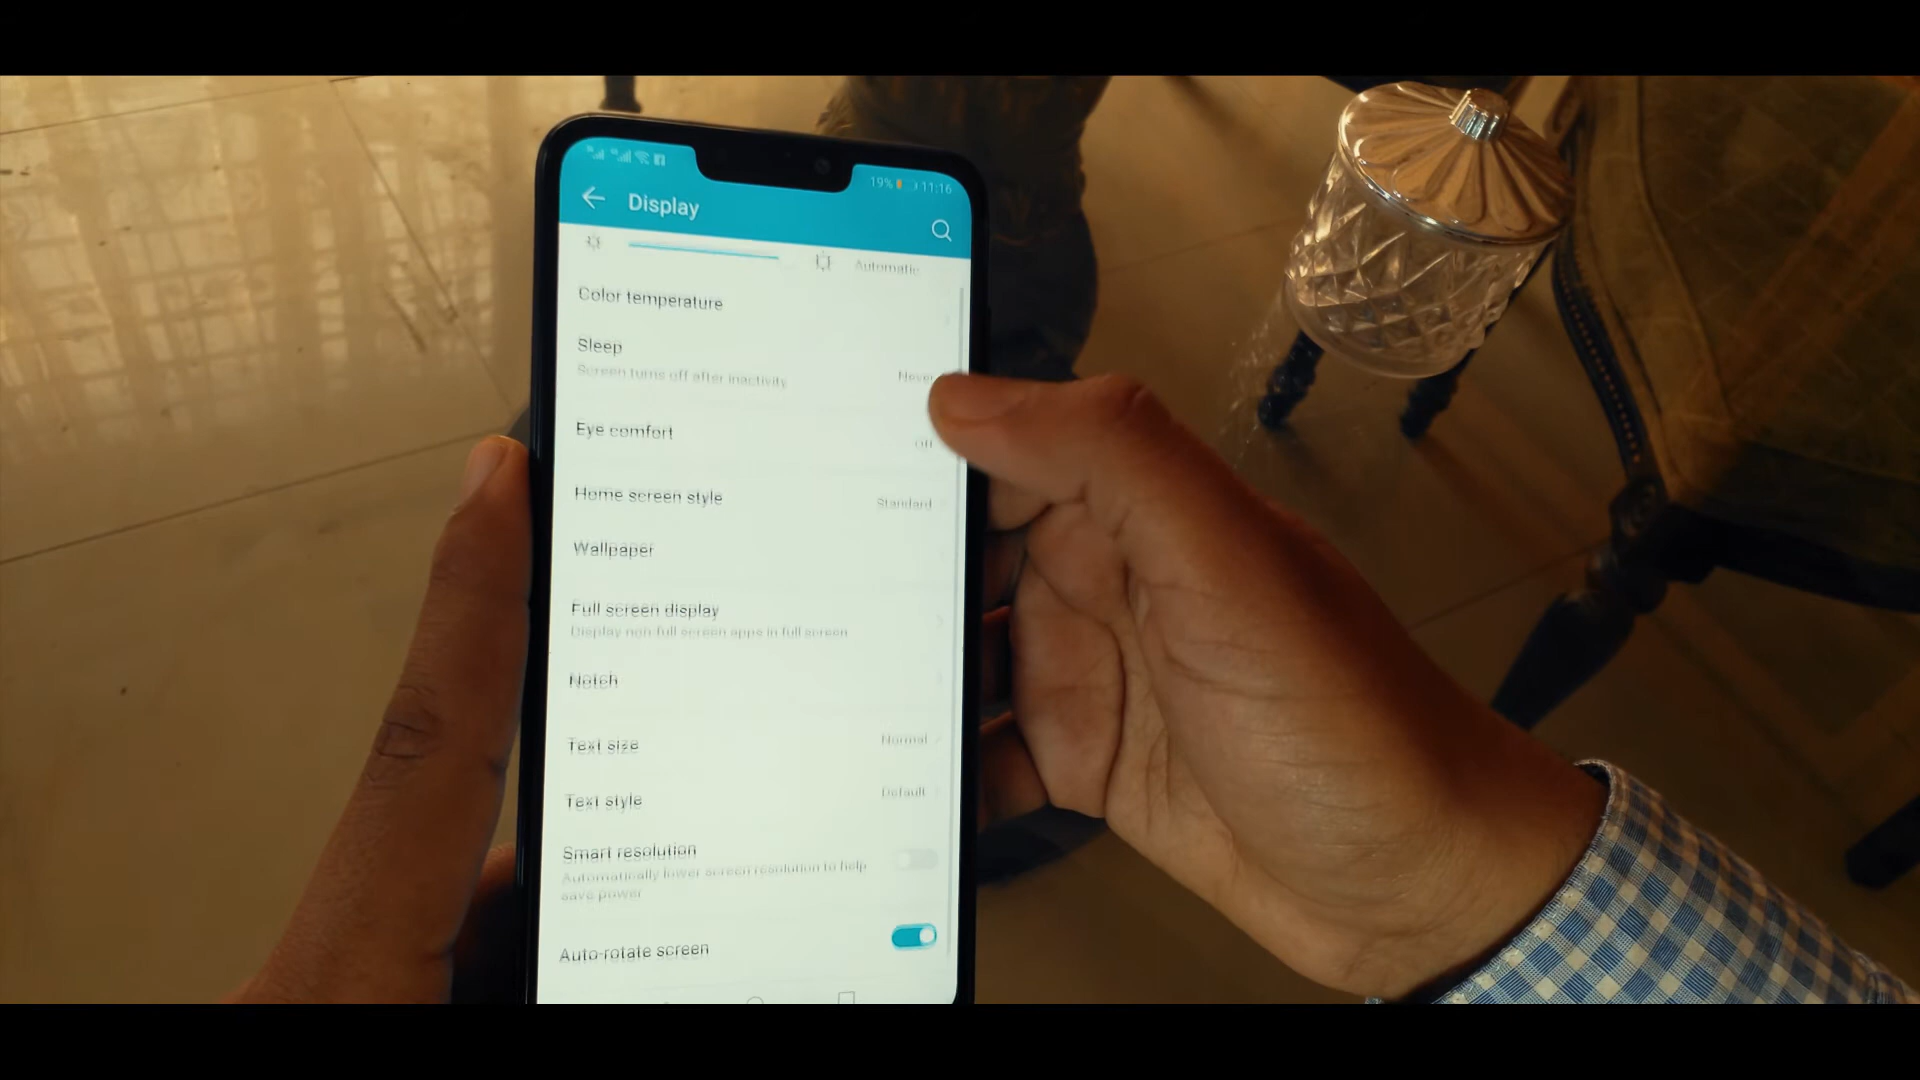 19% 11:16
Display
Automatic
Color temperature
Sleep
Screen turns off after inactivity
Never
Eye comfort
Off
Home screen style
Standard
Wallpaper
Full screen display
Display non-full screen apps in full screen
Notch
Text size
Normal
Text style
Default
Smart resolution
Automatically lower screen resolution to help
save power
Auto-rotate screen